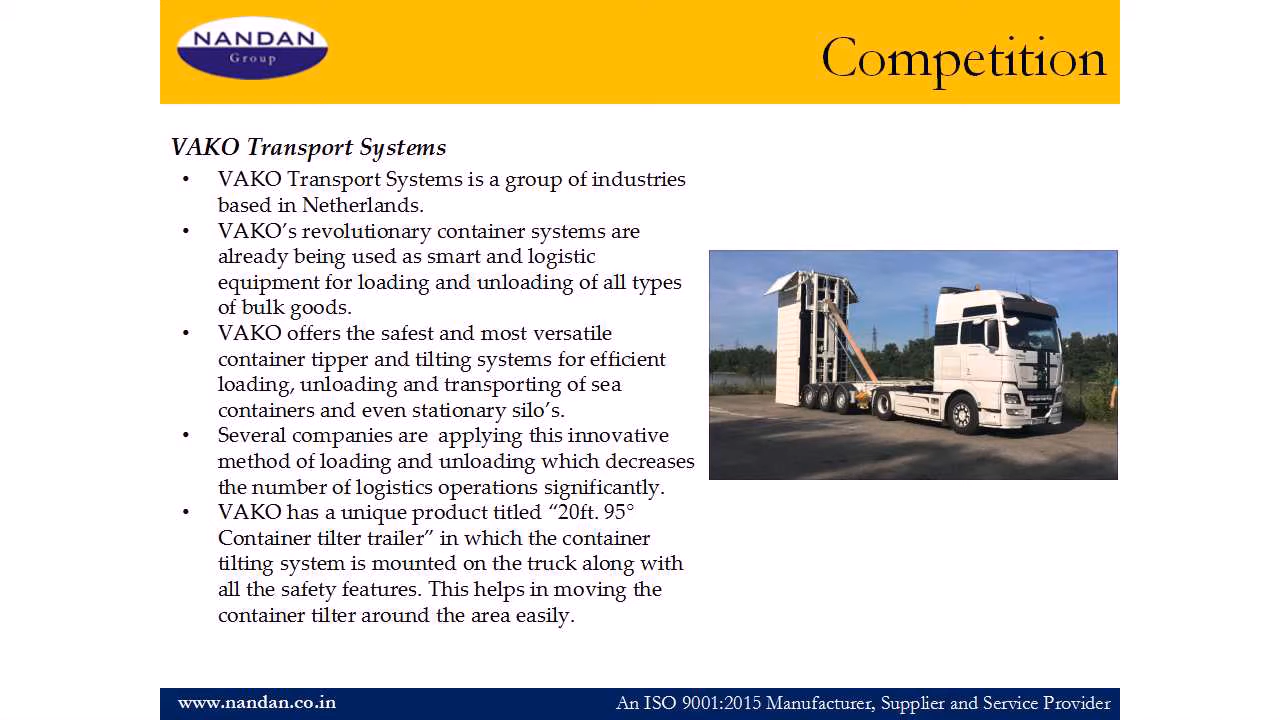 NANDAN
Group
Competition
VAKO Transport Systems
• VAKO Transport Systems is a group of industries
based in Netherlands.
• VAKO’s revolutionary container systems are
already being used as smart and logistic
equipment for loading and unloading of all types
of bulk goods.
• VAKO offers the safest and most versatile
container tipper and tilting systems for efficient
loading, unloading and transporting of sea
containers and even stationary silo’s.
• Several companies are  applying this innovative
method of loading and unloading which decreases
the number of logistics operations significantly.
• VAKO has a unique product titled “20ft. 95°
Container tilter trailer” in which the container
tilting system is mounted on the truck along with
all the safety features. This helps in moving the
container tilter around the area easily.
www.nandan.co.in
An ISO 9001:2015 Manufacturer, Supplier and Service Provider